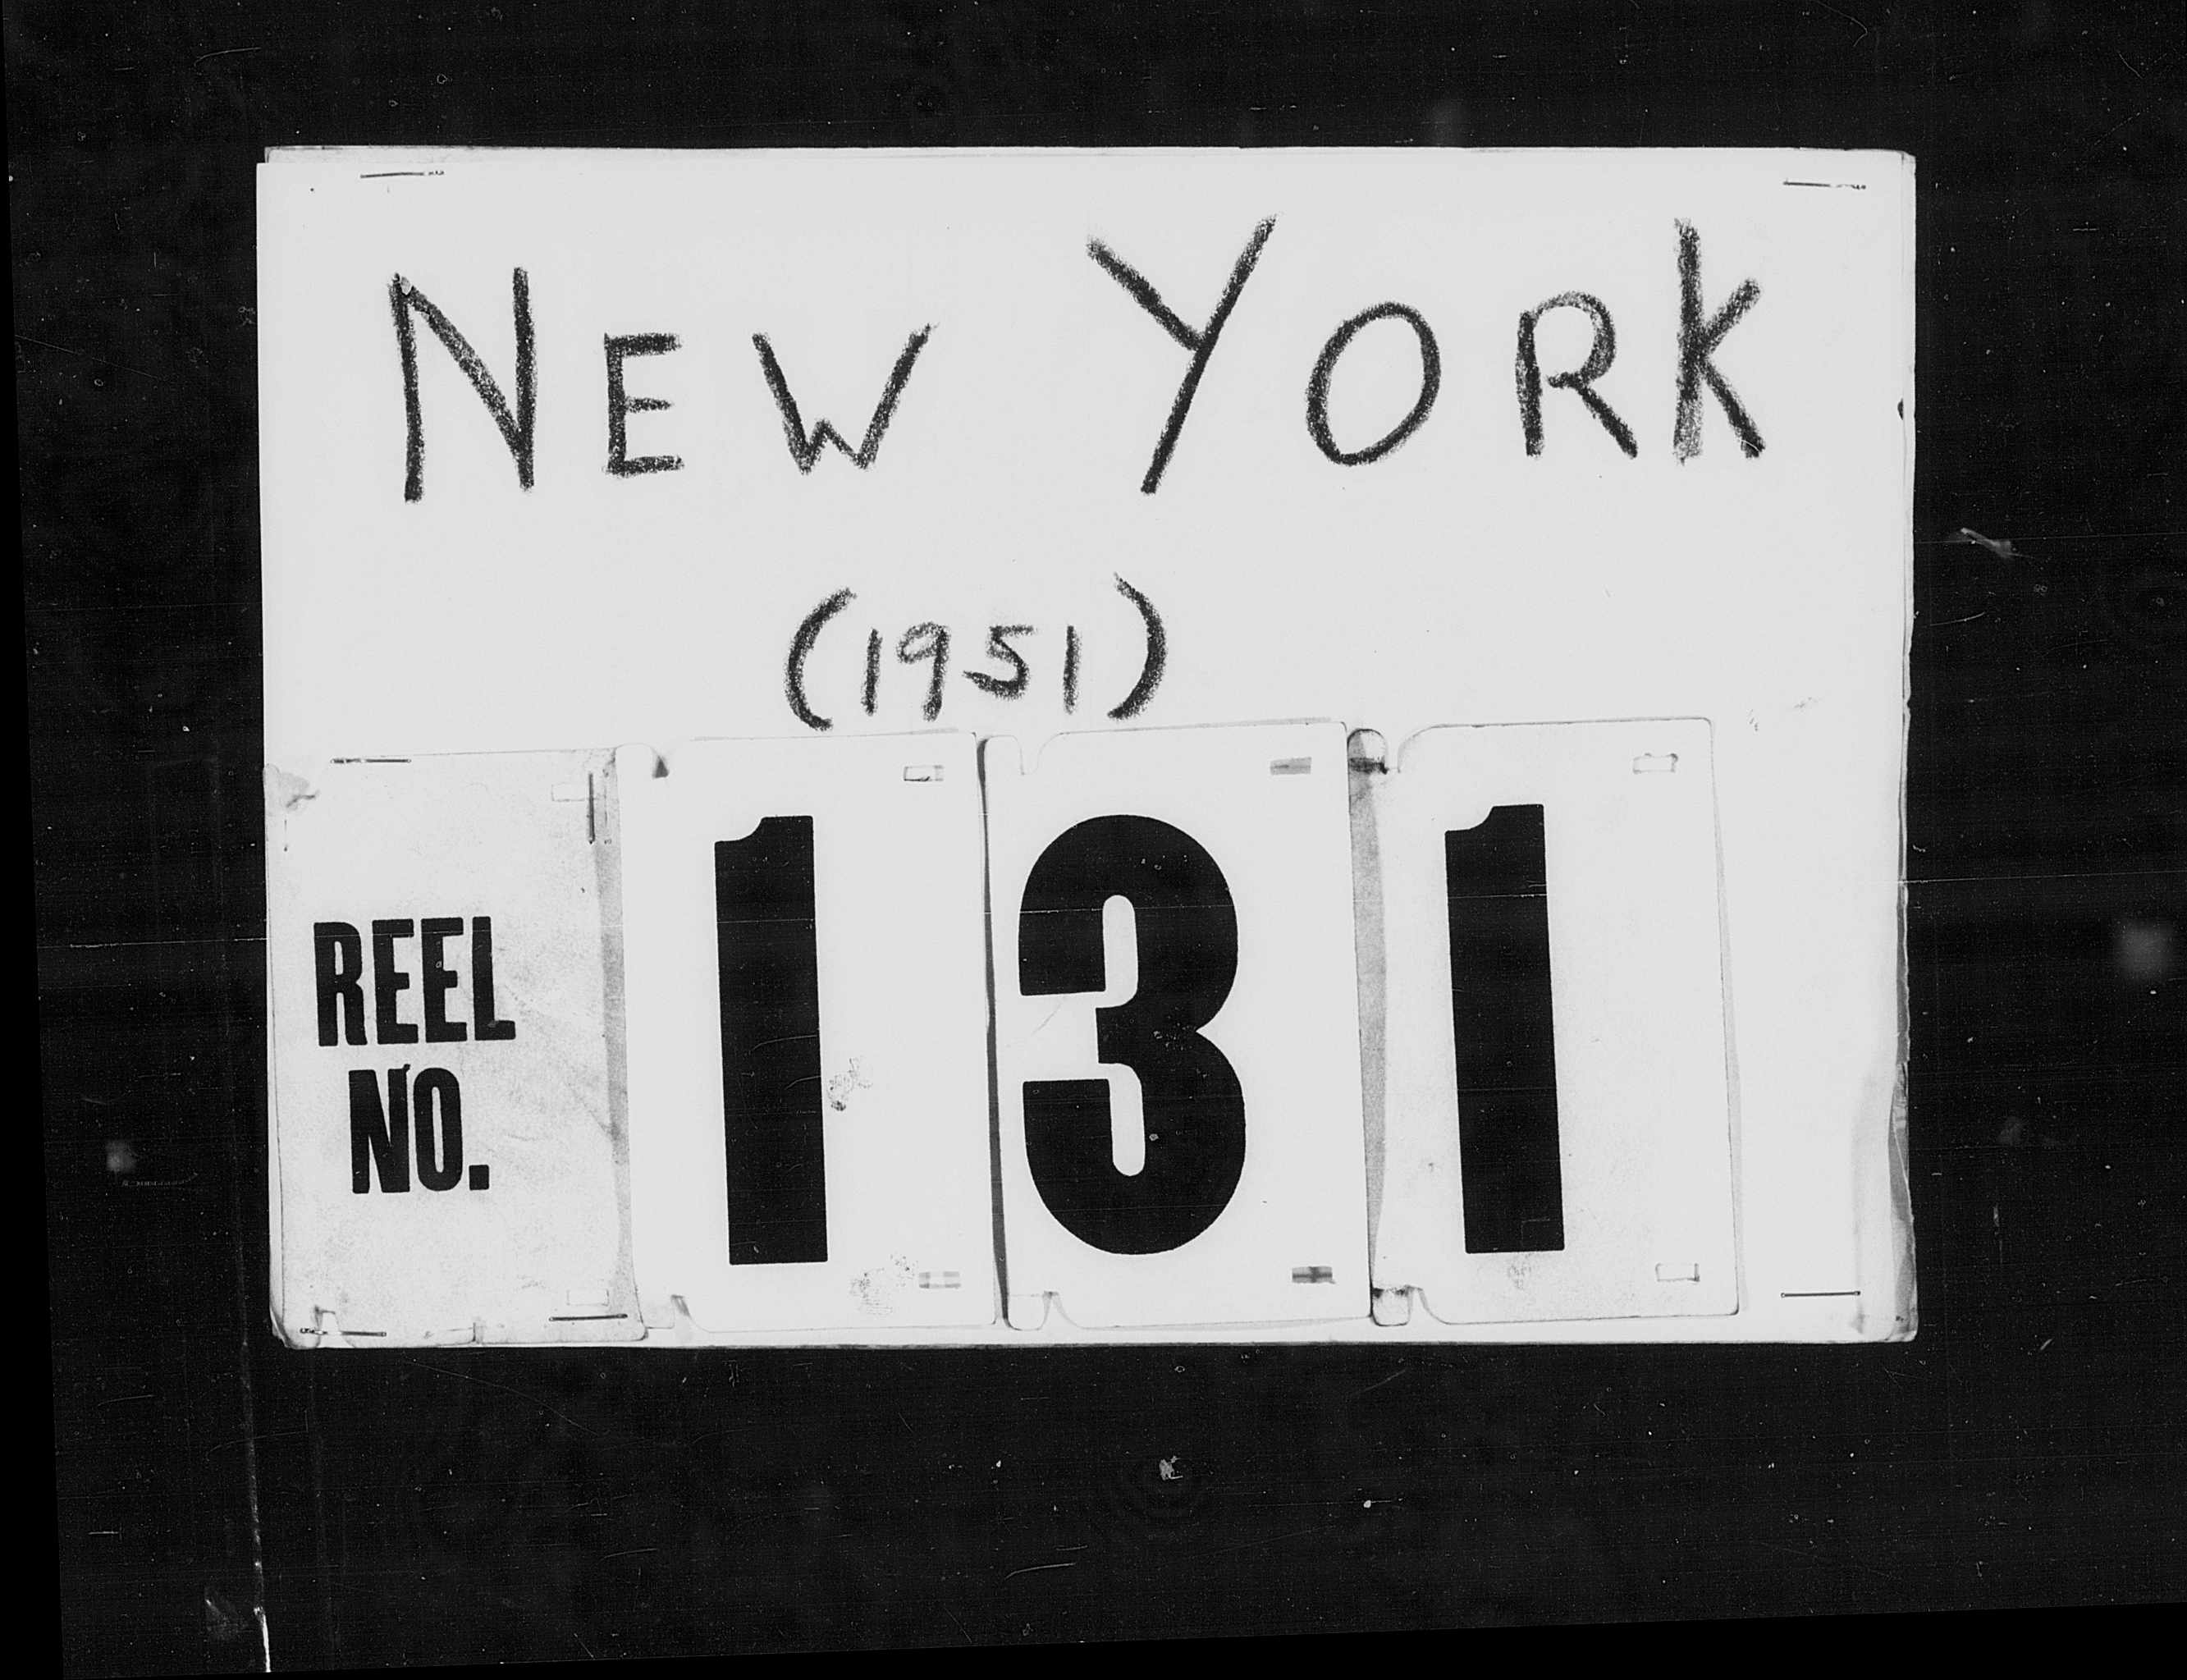 NEW YORK
(1951)
REEL
NO.
131